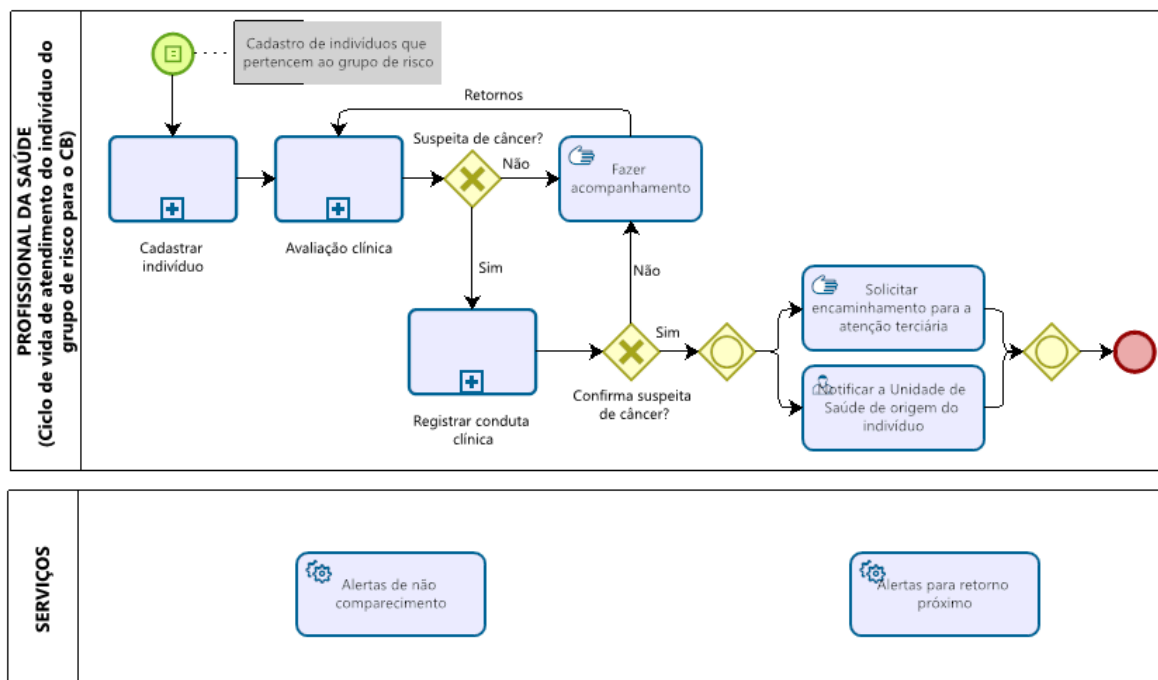 PROFISSIONAL DA SAÚDE
(Ciclo de vida de atendimento do indivíduo do
grupo de risco para o CB)
Cadastro de indivíduos que
pertencem ao grupo de risco
Retornos
Suspeita de câncer?
Não
Fazer
acompanhamento
Cadastrar
indivíduo
Avaliação clínica
Sim
Não
Solicitar
encaminhamento para a
atenção terciária
Sim
Registrar conduta
clínica
Confirma suspeita
de câncer?
Notificar a Unidade de
Saúde de origem do
indivíduo
SERVIÇOS
Alertas de não
comparecimento
Alertas para retorno
próximo